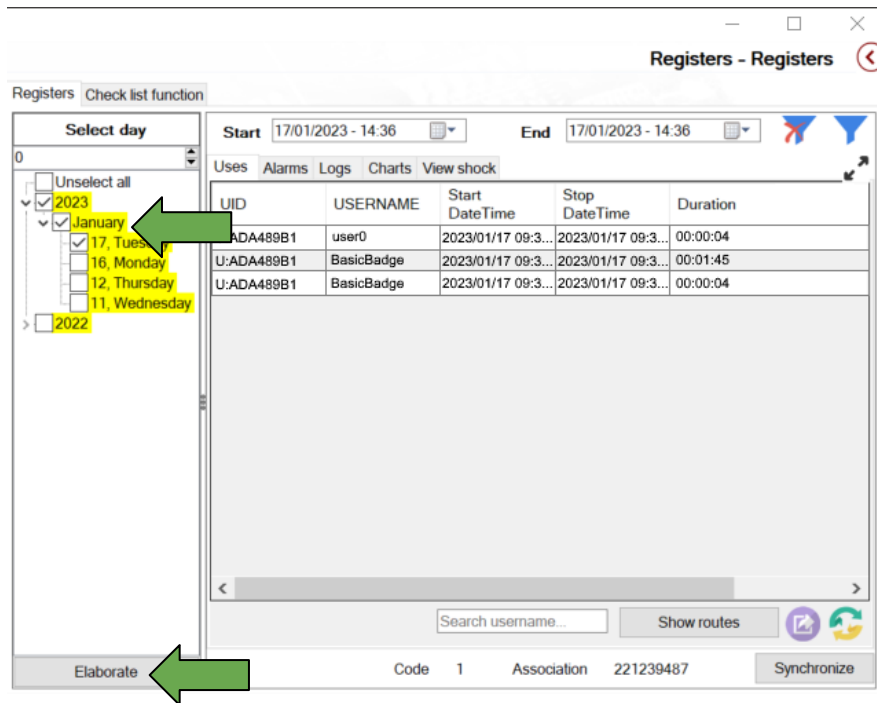 Registers - Registers
Registers Check list function
Select day
0
Unselect all
2023
January
17, Tuesday
16, Monday
12, Thursday
11, Wednesday
2022
Elaborate
Start 17/01/2023 - 14:36 End 17/01/2023 - 14:36
Uses Alarms Logs Charts View shock
UID USERNAME Start DateTime Stop DateTime Duration
ADA489B1 user0 2023/01/17 09:3... 2023/01/17 09:3... 00:00:04
U:ADA489B1 BasicBadge 2023/01/17 09:3... 2023/01/17 09:3... 00:01:45
U:ADA489B1 BasicBadge 2023/01/17 09:3... 2023/01/17 09:3... 00:00:04
Search username... Show routes
Code 1 Association 221239487 Synchronize